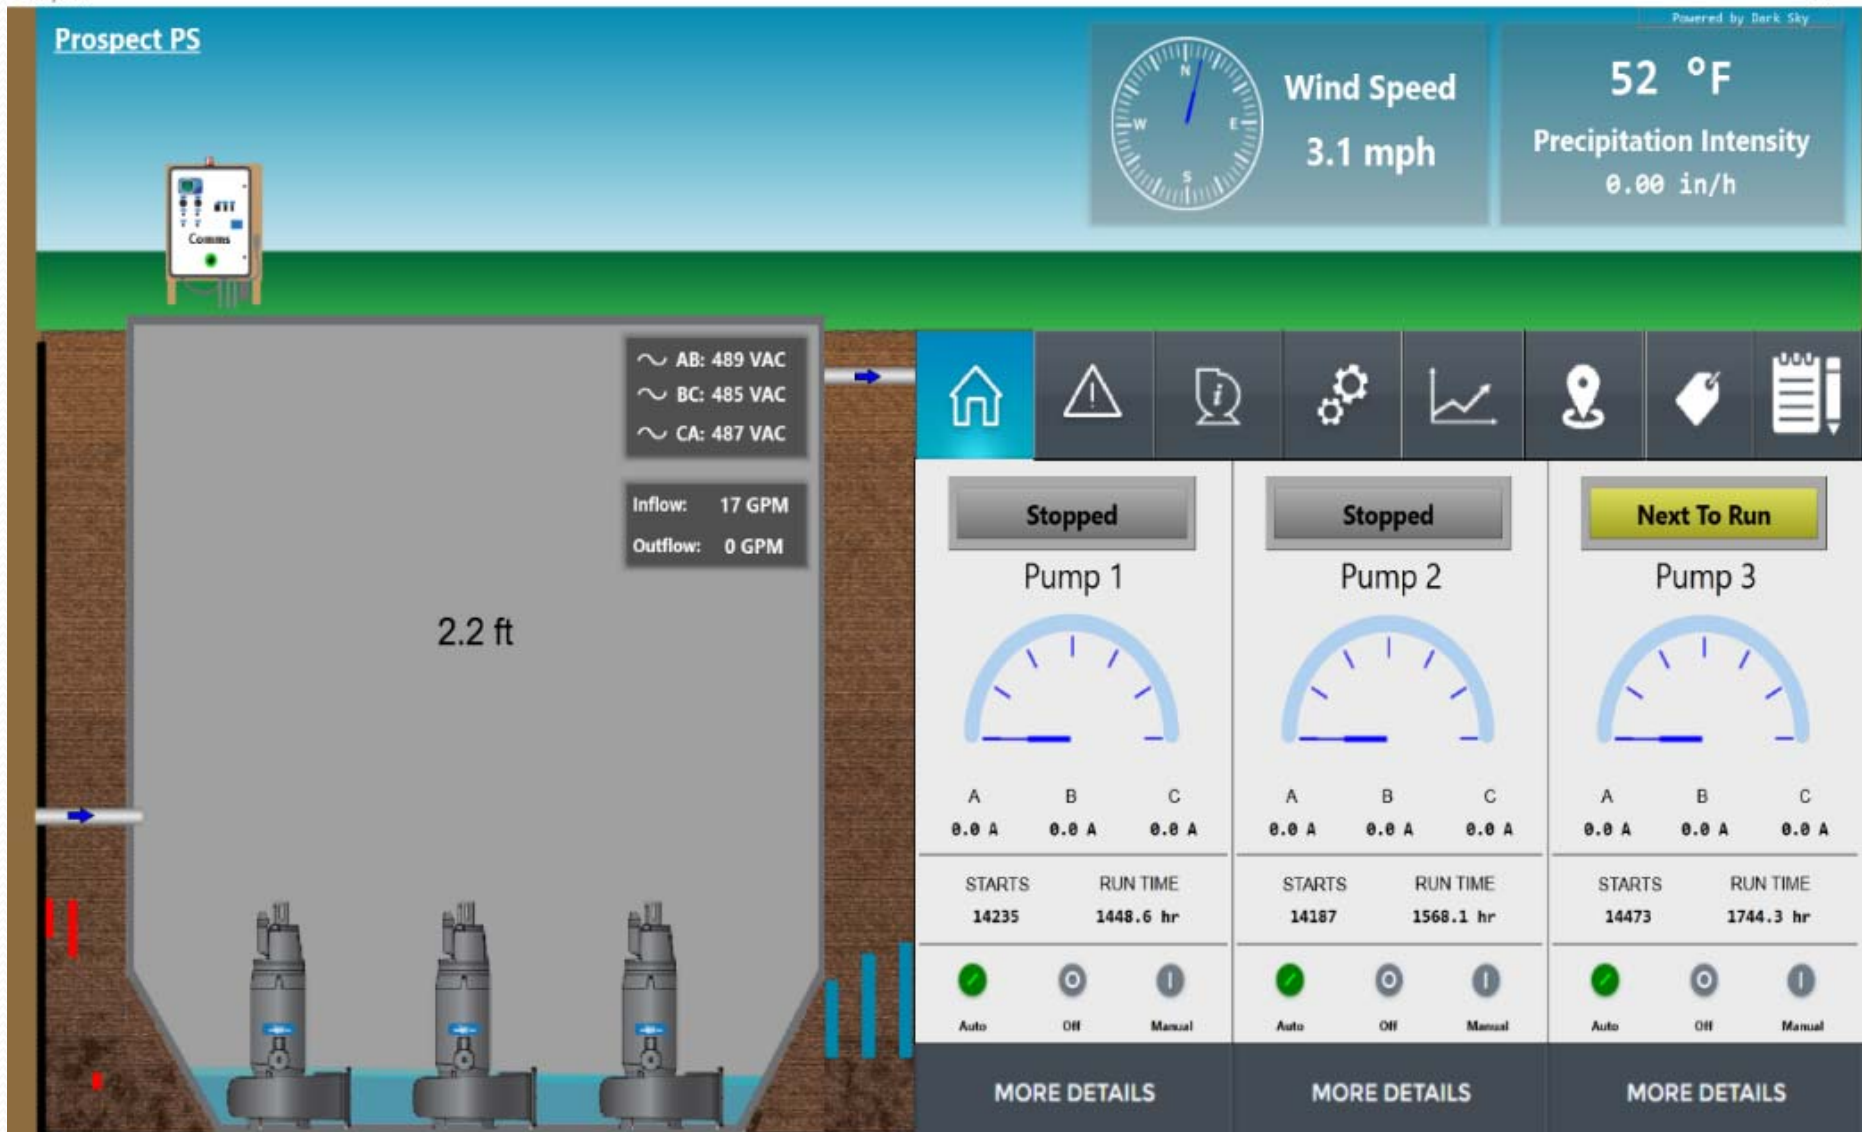 Powered by Dark Sky
Prospect PS
N
W
E
S
Wind Speed
3.1 mph
52 °F
Precipitation Intensity
0.00 in/h
Comms
AB: 489 VAC
BC: 485 VAC
CA: 487 VAC
Inflow: 17 GPM
Outflow: 0 GPM
2.2 ft
Stopped
Pump 1
A B C
0.0 A 0.0 A 0.0 A
STARTS RUN TIME
14235 1448.6 hr
Auto Off Manual
MORE DETAILS
Stopped
Pump 2
A B C
0.0 A 0.0 A 0.0 A
STARTS RUN TIME
14187 1568.1 hr
Auto Off Manual
MORE DETAILS
Next To Run
Pump 3
A B C
0.0 A 0.0 A 0.0 A
STARTS RUN TIME
14473 1744.3 hr
Auto Off Manual
MORE DETAILS